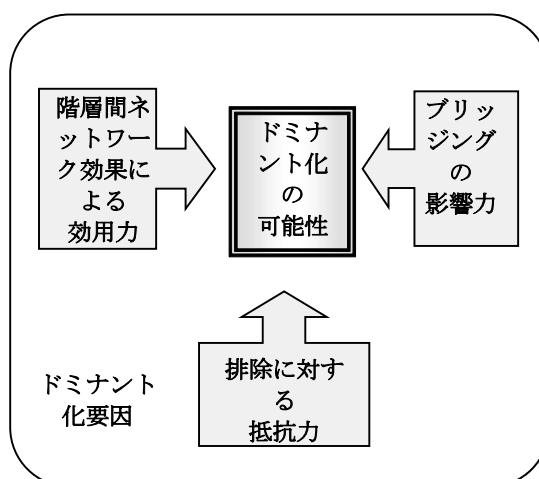 階層間ネ
ットワー
ク効果に
よる
効用力
ドミナ
ント化
の
可能性
ブリッ
ジング
の
影響力
排除に対す
る
抵抗力
ドミナント
化要因